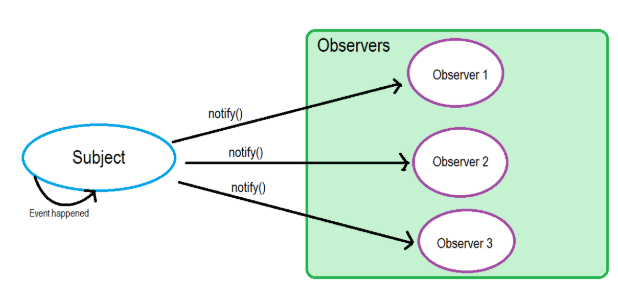 Observers
Observer 1
notify()
Subject
notify()
Observer 2
notify()
Event happened
Observer 3